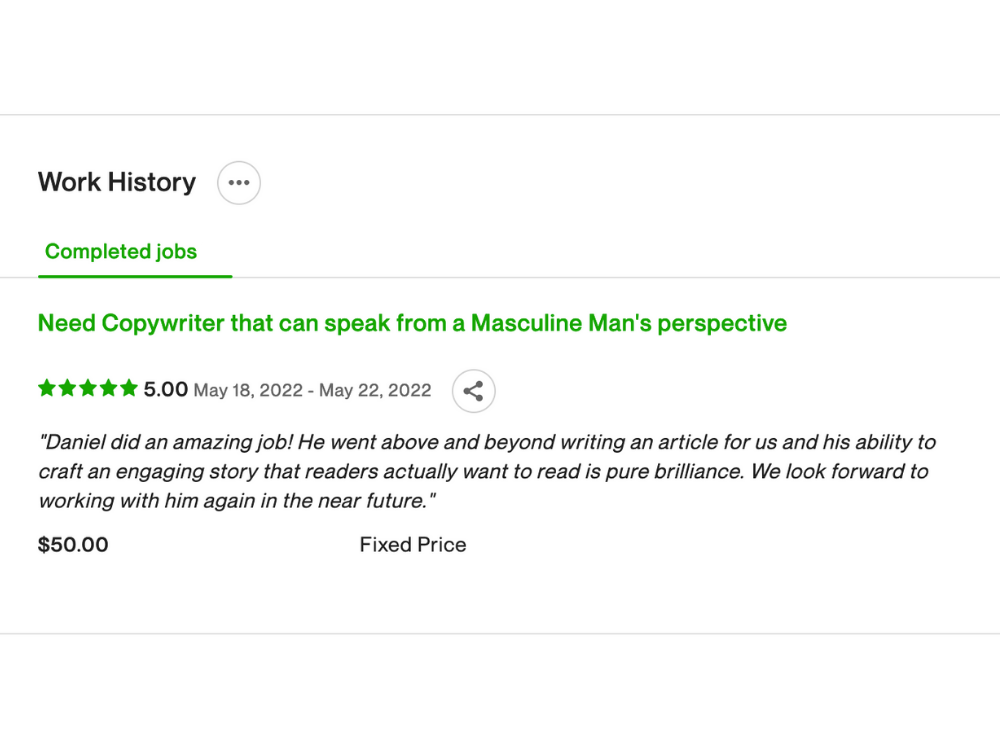 Work History
Completed jobs
Need Copywriter that can speak from a Masculine Man's perspective
5.00 May 18, 2022 - May 22, 2022
"Daniel did an amazing job! He went above and beyond writing an article for us and his ability to
craft an engaging story that readers actually want to read is pure brilliance. We look forward to
working with him again in the near future."
$50.00 Fixed Price